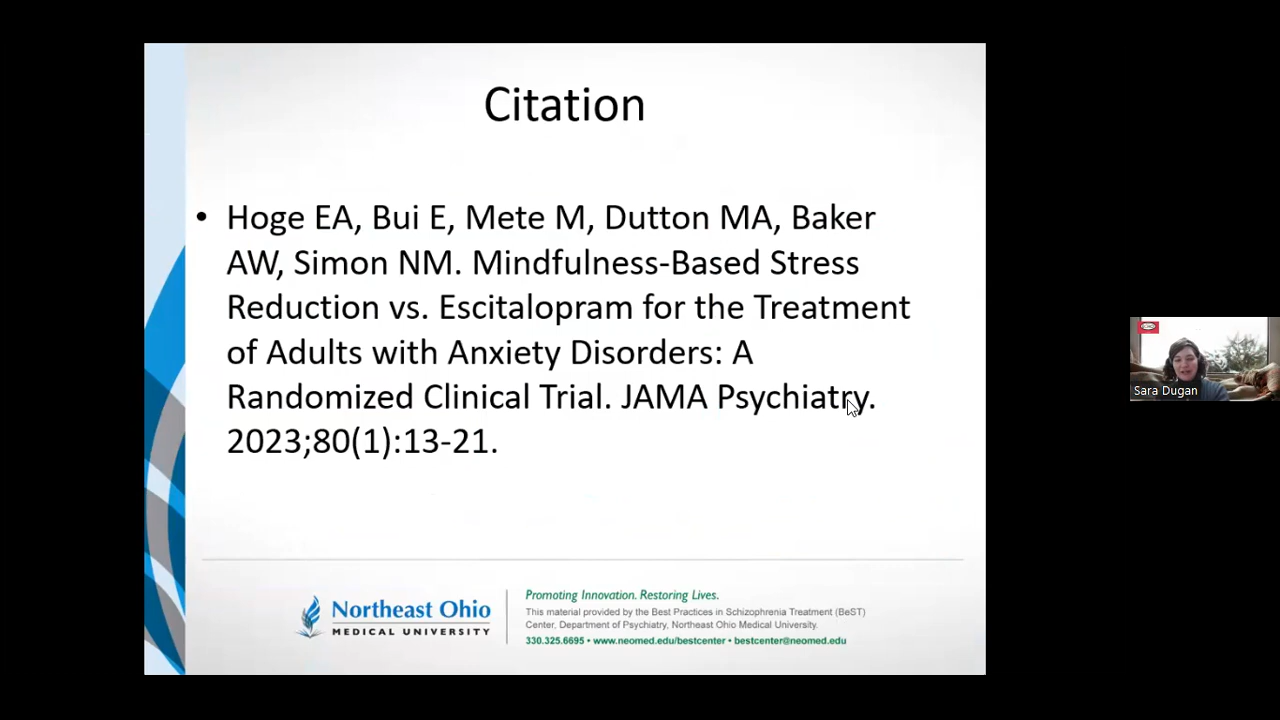 Citation
• Hoge EA, Bui E, Mete M, Dutton MA, Baker
AW, Simon NM. Mindfulness-Based Stress
Reduction vs. Escitalopram for the Treatment
of Adults with Anxiety Disorders: A
Randomized Clinical Trial. JAMA Psychiatry.
2023;80(1):13-21.
Sara Dugan
Northeast Ohio
MEDICAL UNIVERSITY
Promoting Innovation. Restoring Lives.
This material provided by the Best Practices in Schizophrenia Treatment (BeST)
Center, Department of Psychiatry, Northeast Ohio Medical University.
330.325.6695 • www.neomed.edu/bestcenter • bestcenter@neomed.edu